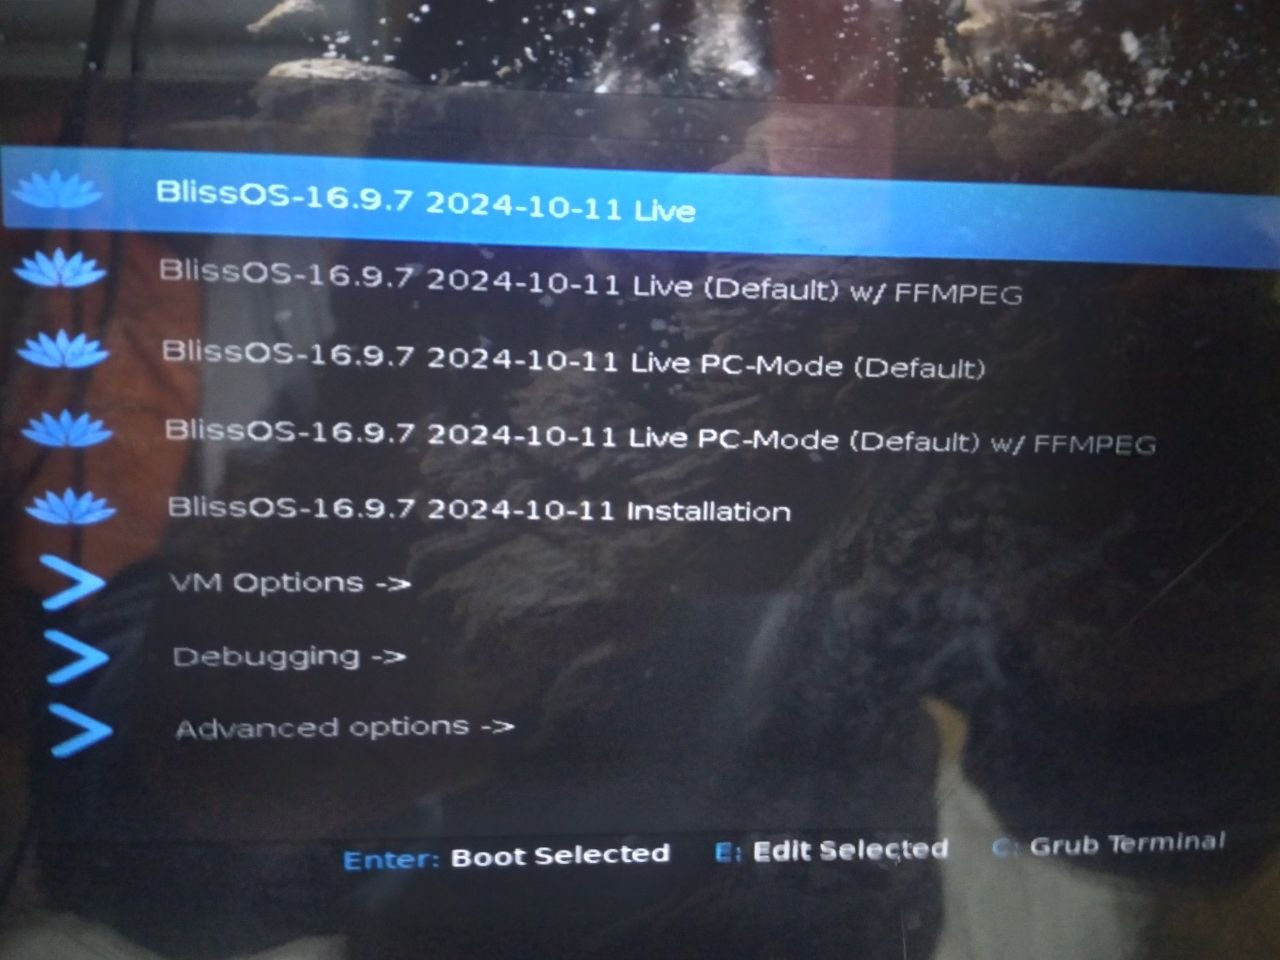 BlissOS-16.9.7 2024-10-11 Live
BlissOS-16.9.7 2024-10-11 Live (Default) w/ FFMPEG
BlissOS-16.9.7 2024-10-11 Live PC-Mode (Default)
BlissOS-16.9.7 2024-10-11 Live PC-Mode (Default) w/ FFMPEG
BlissOS-16.9.7 2024-10-11 Installation
VM Options ->
Debugging ->
Advanced options ->
Enter: Boot Selected E: Edit Selected C: Grub Terminal